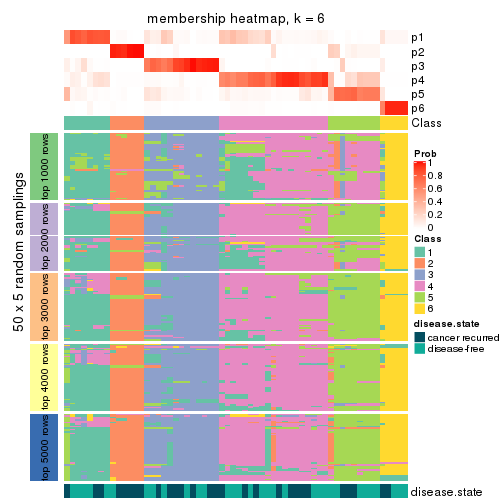 membership heatmap, k = 6
p1
p2
p3
p4
p5
p6
Class
50 x 5 random samplings
top 1000 rows
top 2000 rows
top 3000 rows
top 4000 rows
top 5000 rows
Prob
1
0.8
0.6
0.4
0.2
0
Class
1
2
3
4
5
6
disease.state
cancer recurred
disease-free
disease.state